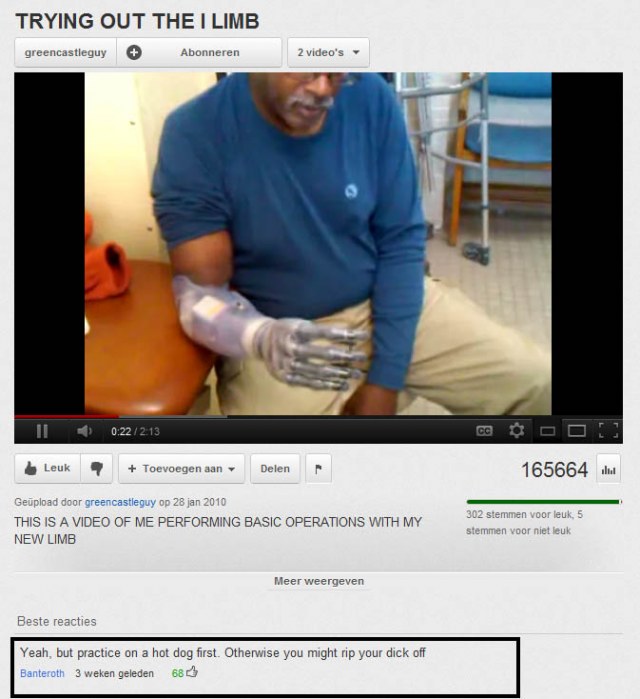 TRYING OUT THE I LIMB
greencastleguy Abonneren 2 video's
0:22 / 2:13 CC
Leuk Toevoegen aan Delen 165664
Geüpload door greencastleguy op 28 jan 2010
THIS IS A VIDEO OF ME PERFORMING BASIC OPERATIONS WITH MY
NEW LIMB
302 stemmen voor leuk, 5
stemmen voor niet leuk
Meer weergeven
Beste reacties
Yeah, but practice on a hot dog first. Otherwise you might rip your dick off
Banteroth 3 weken geleden 68